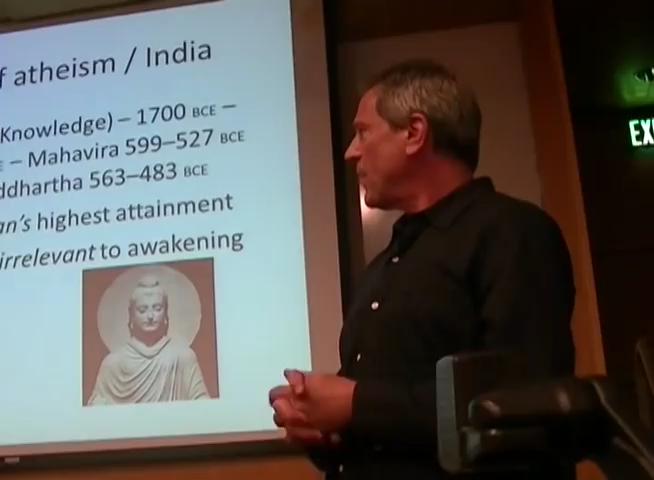 f atheism / India
Knowledge) – 1700 BCE –
E – Mahavira 599–527 BCE
ddhartha 563–483 BCE
an's highest attainment
irrelevant to awakening
EX